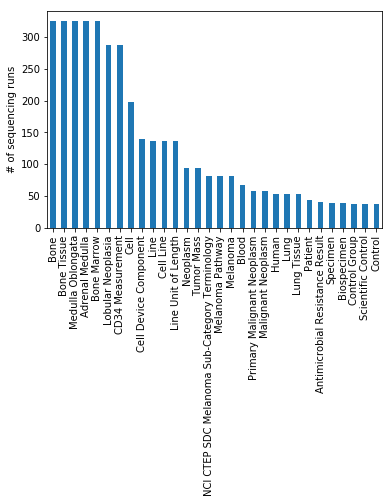 # of sequencing runs
300
250
200
150
100
50
0
Bone
Bone Tissue
Medulla Oblongata
Adrenal Medulla
Bone Marrow
Lobular Neoplasia
CD34 Measurement
Cell
Cell Device Component
Line
Cell Line
Line Unit of Length
Neoplasm
Tumor Mass
NCI CTEP SDC Melanoma Sub-Category Terminology
Melanoma Pathway
Melanoma
Blood
Primary Malignant Neoplasm
Malignant Neoplasm
Human
Lung
Lung Tissue
Patient
Antimicrobial Resistance Result
Specimen
Biospecimen
Control Group
Scientific Control
Control